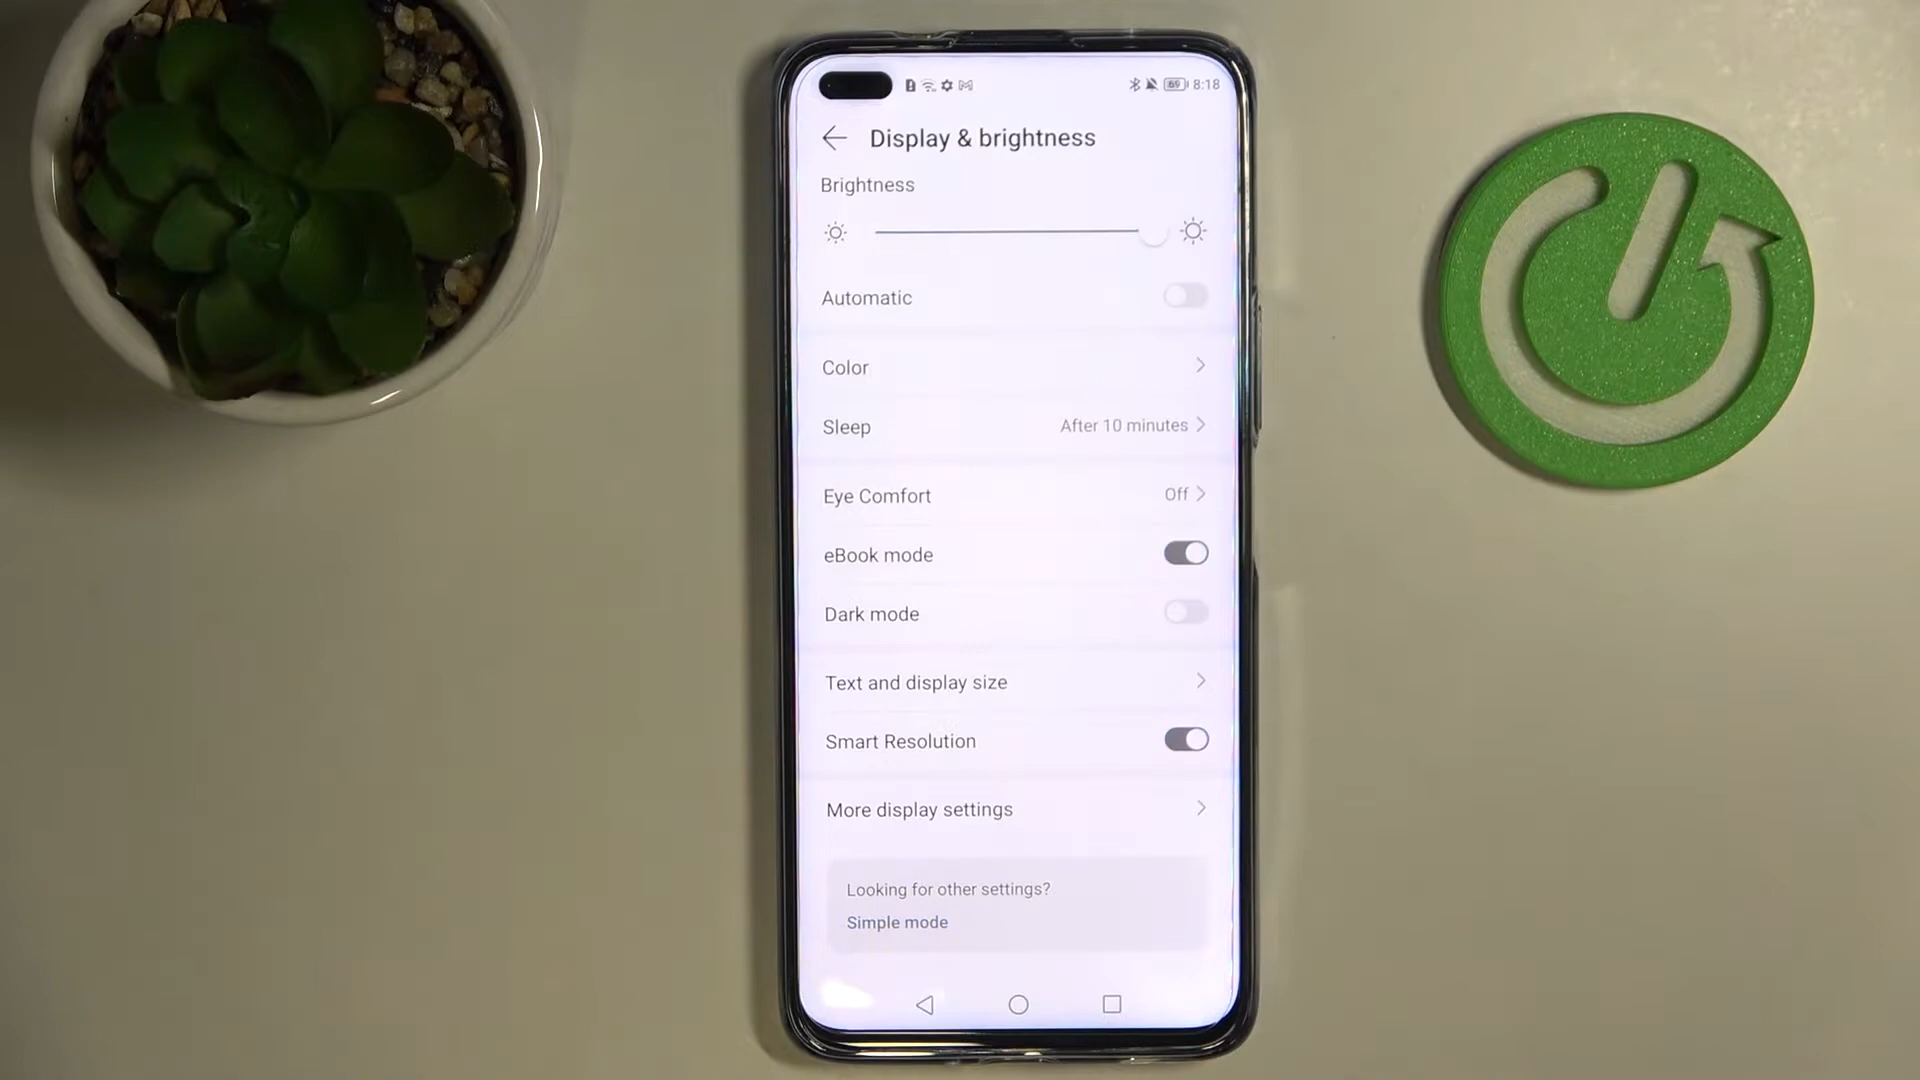 69 8:18
Display & brightness
Brightness
Automatic
Color
Sleep After 10 minutes
Eye Comfort Off
eBook mode
Dark mode
Text and display size
Smart Resolution
More display settings
Looking for other settings?
Simple mode